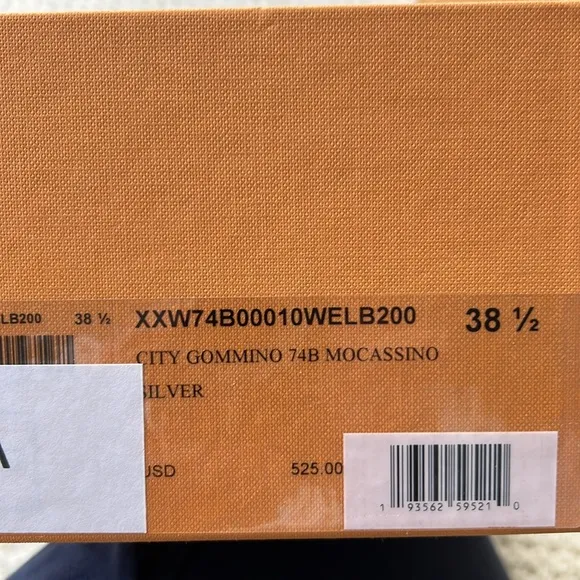 LB200 38 ½ XXW74B00010WELB200 38 ½
CITY GOMMINO 74B MOCASSINO
SILVER
USD 525.00
1 93562 59521 0